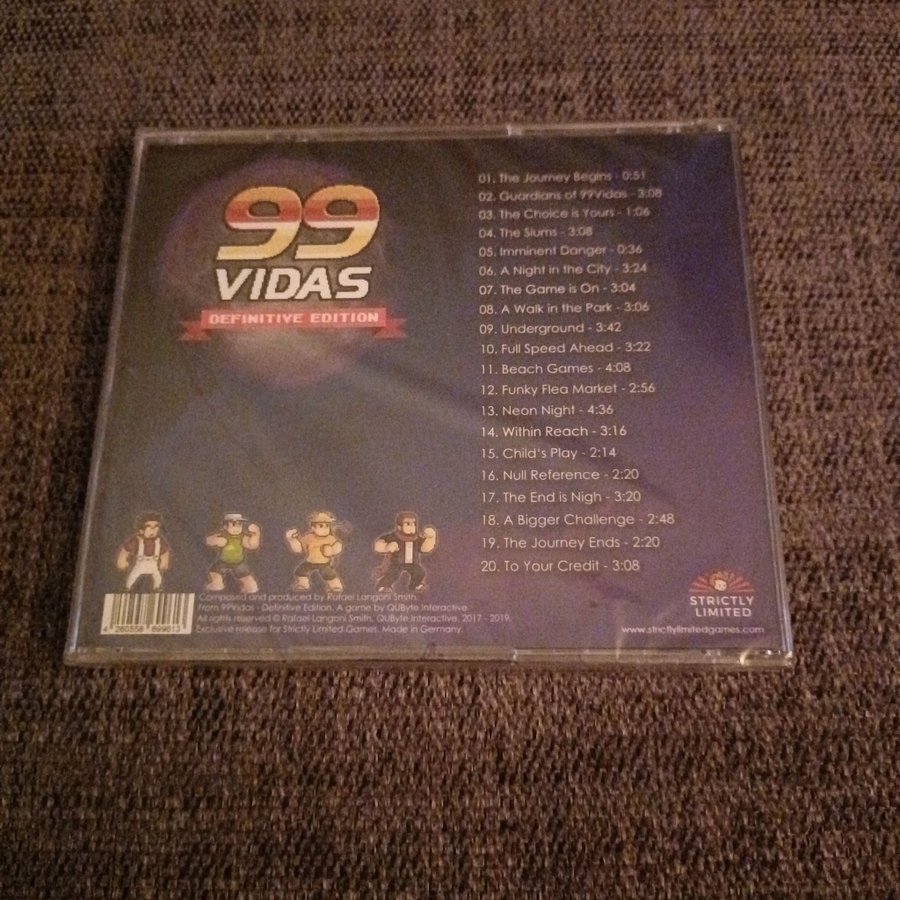 99
VIDAS
DEFINITIVE EDITION
01. The Journey Begins - 0:51
02. Guardians of 99Vidas - 3:08
03. The Choice is Yours - 1:06
04. The Slums - 3:08
05. Imminent Danger - 0:36
06. A Night in the City - 3:24
07. The Game is On - 3:04
08. A Walk in the Park - 3:06
09. Underground - 3:42
10. Full Speed Ahead - 3:22
11. Beach Games - 4:08
12. Funky Flea Market - 2:56
13. Neon Night - 4:36
14. Within Reach - 3:16
15. Child's Play - 2:14
16. Null Reference - 2:20
17. The End is Nigh - 3:20
18. A Bigger Challenge - 2:48
19. The Journey Ends - 2:20
20. To Your Credit - 3:08
Composed and produced by Rafael Langoni Smith.
From 99Vidas - Definitive Edition. A game by QUByte Interactive.
All rights reserved © Rafael Langoni Smith, QUByte Interactive, 2017 - 2019.
Exclusive release for Strictly Limited Games. Made in Germany.
STRICTLY
LIMITED
www.strictlylimitedgames.com